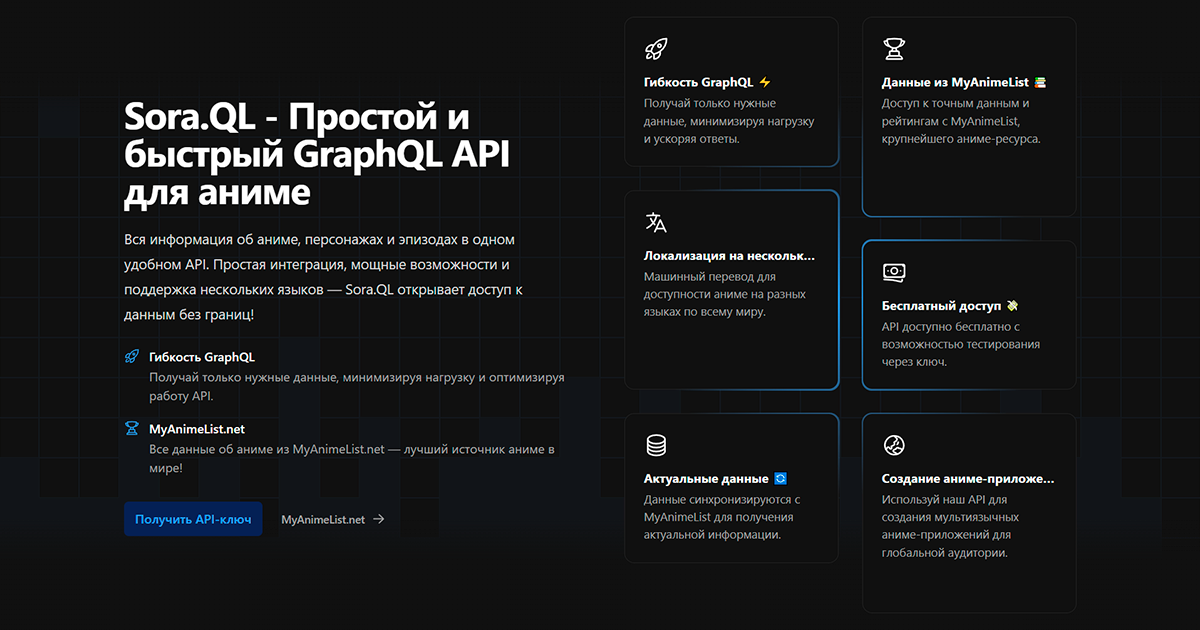 Sora.QL - Простой и
быстрый GraphQL API
для аниме
Вся информация об аниме, персонажах и эпизодах в одном
удобном API. Простая интеграция, мощные возможности и
поддержка нескольких языков — Sora.QL открывает доступ к
данным без границ!
Гибкость GraphQL
Получай только нужные данные, минимизируя нагрузку и оптимизируя
работу API.
MyAnimeList.net
Все данные об аниме из MyAnimeList.net — лучший источник аниме в
мире!
Получить API-ключ
MyAnimeList.net →
Гибкость GraphQL ⚡
Получай только нужные
данные, минимизируя нагрузку
и ускоряя ответы.
Локализация на нескольк...
Машинный перевод для
доступности аниме на разных
языках по всему миру.
Актуальные данные 🔄
Данные синхронизируются с
MyAnimeList для получения
актуальной информации.
Данные из MyAnimeList 📚
Доступ к точным данным и
рейтингам с MyAnimeList,
крупнейшего аниме-ресурса.
Бесплатный доступ 💸
API доступно бесплатно с
возможностью тестирования
через ключ.
Создание аниме-приложе...
Используй наш API для
создания мультиязычных
аниме-приложений для
глобальной аудитории.